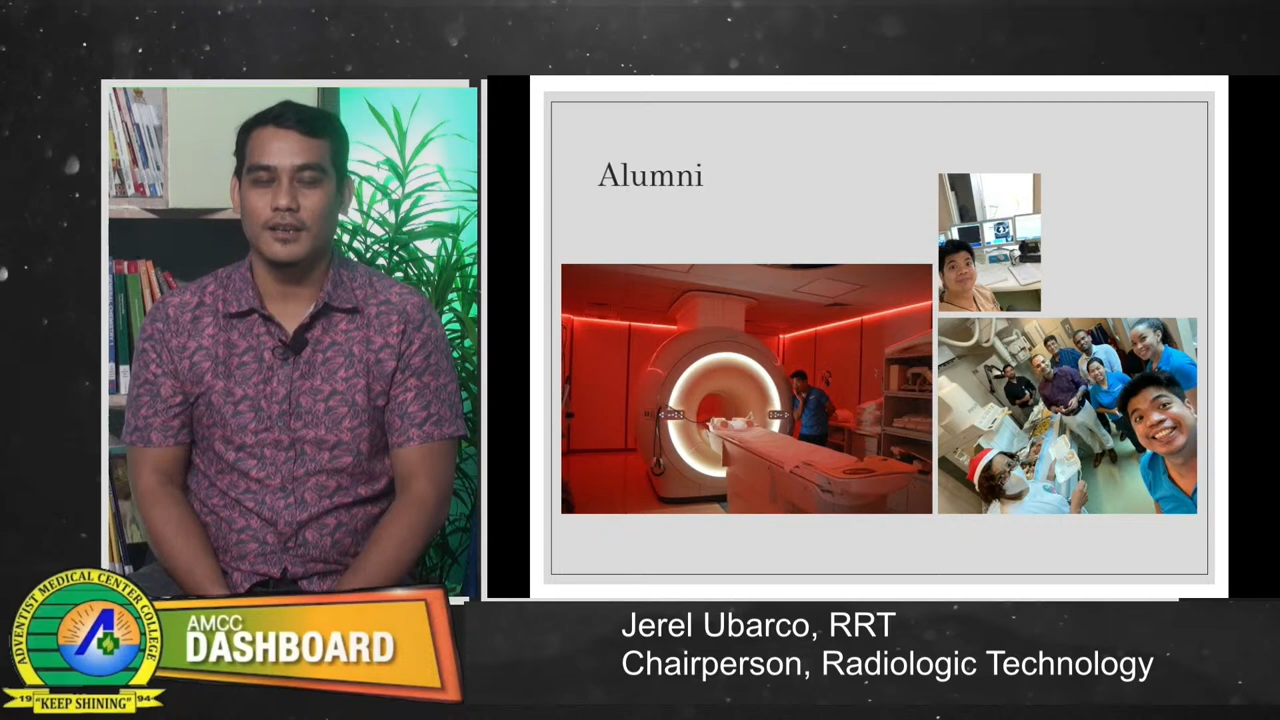 Alumni
Jerel Ubarco, RRT
Chairperson, Radiologic Technology
AMCC
DASHBOARD
ADVENTIST MEDICAL CENTER COLLEGE
A
19 "KEEP SHINING" 94